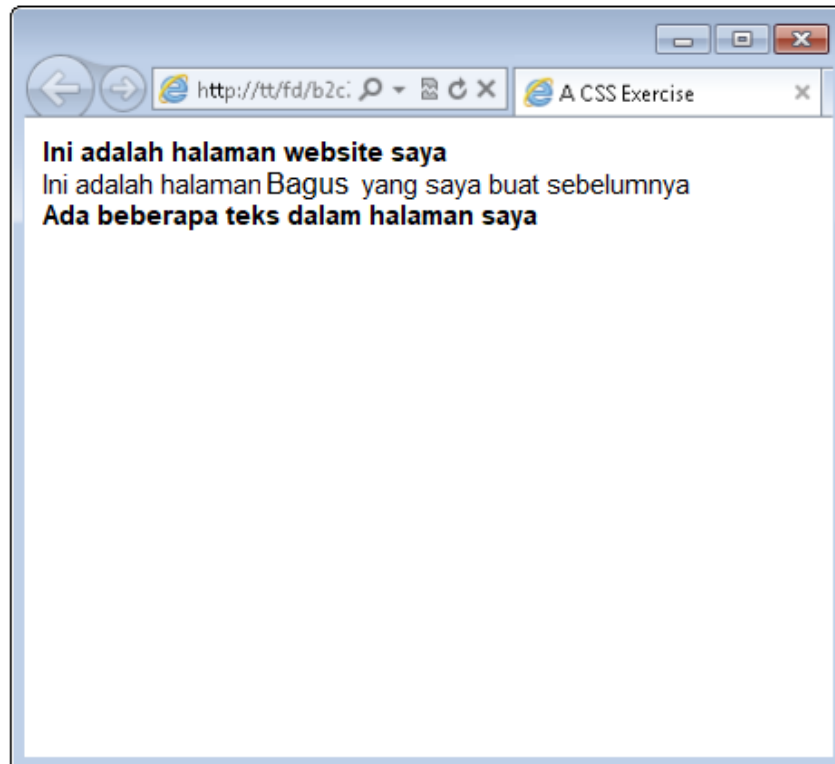 http://tt/fd/b2c:
A CSS Exercise
Ini adalah halaman website saya
Ini adalah halaman Bagus yang saya buat sebelumnya
Ada beberapa teks dalam halaman saya